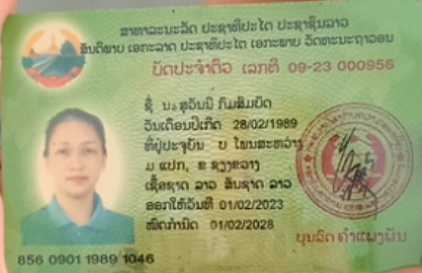 ສາທາລະນະລັດ ປະຊາທິປະໄຕ ປະຊາຊົນລາວ
ສັນຕິພາບ ເອກະລາດ ປະຊາທິປະໄຕ ເອກະພາບ ວັດທະນະຖາວອນ
ບັດປະຈຳຕົວ ເລກທີ 09-23 000956
ຊື່ ນ. ສຸວັນນີ ກິມສົມບັດ
ວັນເດືອນປີເກີດ 28/02/1989
ທີ່ຢູ່ປະຈຸບັນ ບ ໂພນສະຫວ່າງ
ມ ແປກ, ຂ ຊຽງຂວາງ
ເຊື້ອຊາດ ລາວ ສັນຊາດ ລາວ
ອອກໃຫ້ວັນທີ 01/02/2023
ໝົດກຳນົດ 01/02/2028
ບຸນລົດ ຄຳແພງພັນ
856 0901 1989 1046